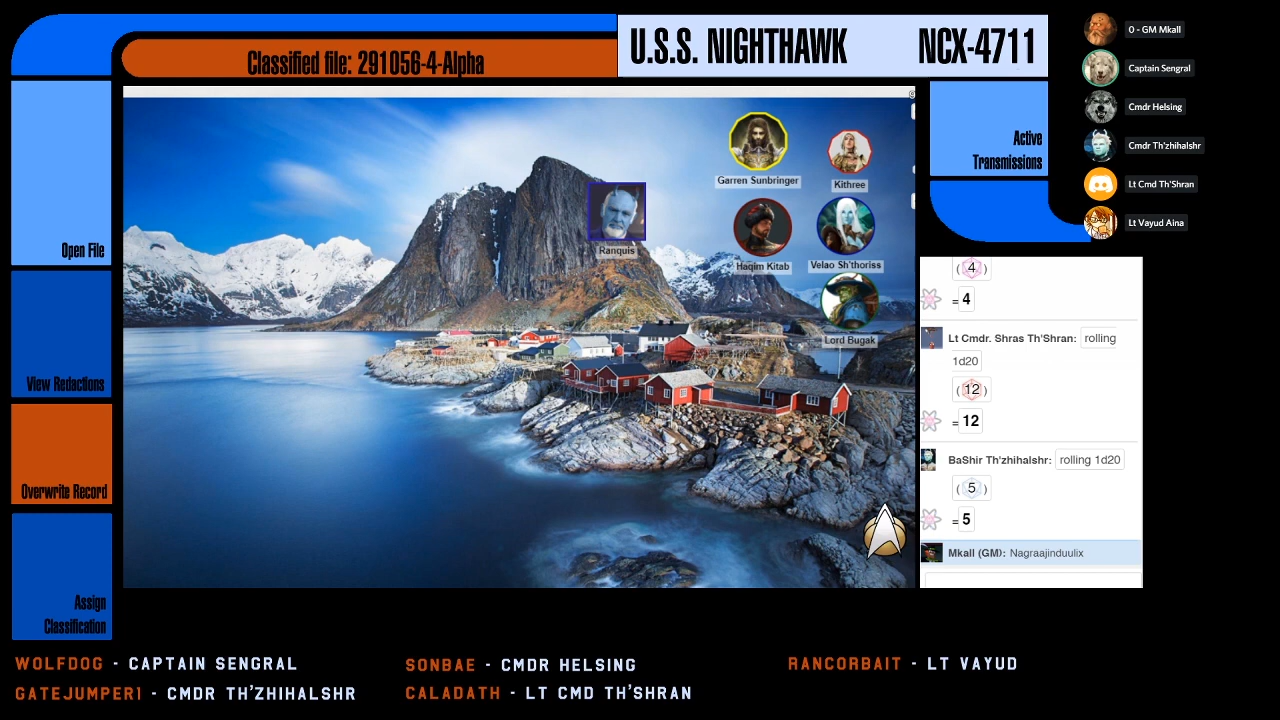 Classified file: 291056-4-Alpha
U.S.S. NIGHTHAWK NCX-4711
0 - GM Mkall
Captain Sengral
Cmdr Helsing
Cmdr Th'zhihalshr
Lt Cmd Th'Shran
Lt Vayud Aina
Open File
View Redactions
Overwrite Record
Assign
Classification
Active
Transmissions
Garren Sunbringer
Kithree
Ranquis
Haqim Kitab
Velao Sh'thoriss
Lord Bugak
(4)
=4
Lt Cmdr. Shras Th'Shran: rolling
1d20
(12)
=12
BaShir Th'zhihalshr: rolling 1d20
(5)
=5
Mkall (GM): Nagraajinduulix
WOLFDOG - CAPTAIN SENGRAL
SONBAE - CMDR HELSING
RANCORBAIT - LT VAYUD
GATEJUMPER1 - CMDR TH'ZHIHALSHR
CALADATH - LT CMD TH'SHRAN